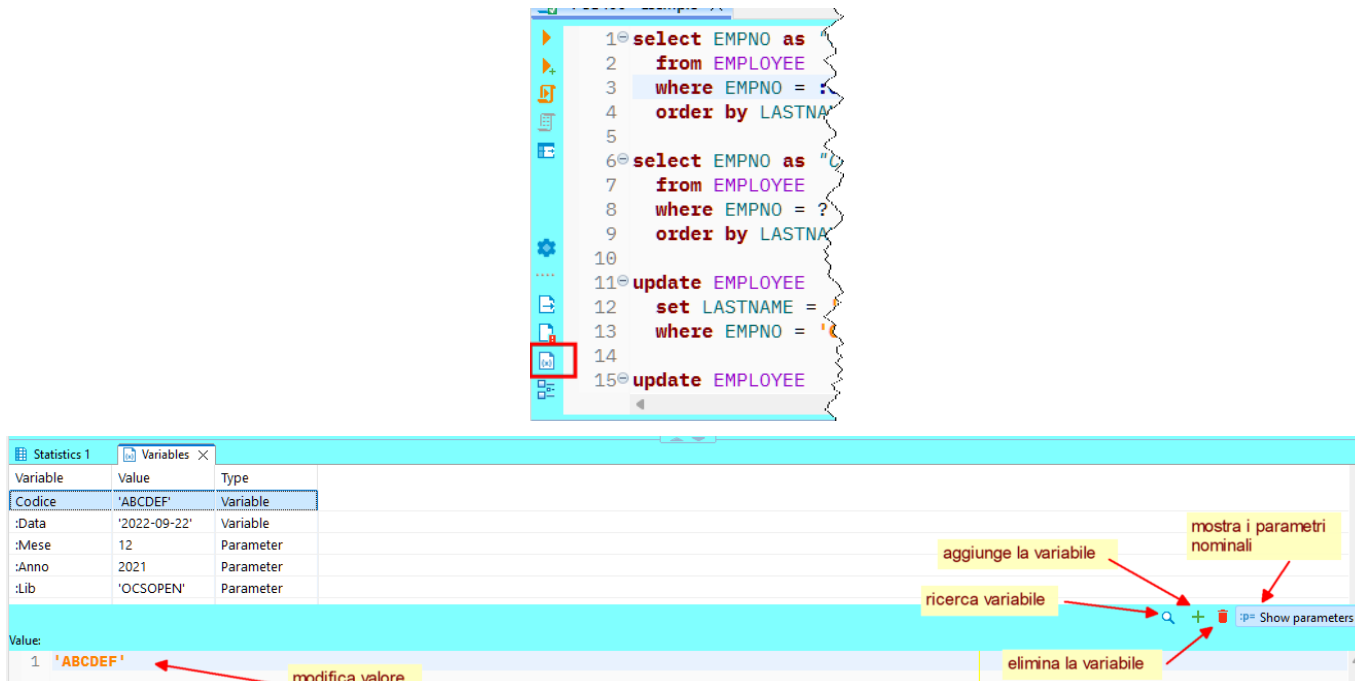 1 select EMPNO as "
2 from EMPLOYEE
3 where EMPNO = :
4 order by LASTNA
5
6 select EMPNO as "C
7 from EMPLOYEE
8 where EMPNO = ?
9 order by LASTNA
10
11 update EMPLOYEE
12 set LASTNAME = '
13 where EMPNO = '
14
15 update EMPLOYEE
Statistics 1 Variables
Variable Value Type
Codice 'ABCDEF' Variable
:Data '2022-09-22' Variable
:Mese 12 Parameter
:Anno 2021 Parameter
:Lib 'OCSOPEN' Parameter
mostra i parametri
nominali
aggiunge la variabile
ricerca variabile
:p= Show parameters
Value:
1 'ABCDEF'
elimina la variabile
modifica valore